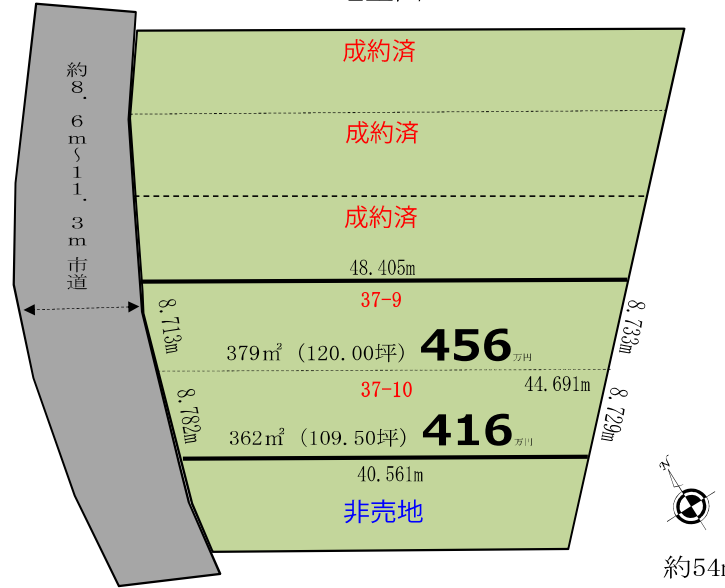 成約済
約8.6m～11.3m市道
成約済
成約済
48.405m
37-9
8.713m
8.733m
379㎡（120.00坪）456万円
37-10
44.691m
8.782m
8.729m
362㎡（109.50坪）416万円
40.561m
非売地
N
約54